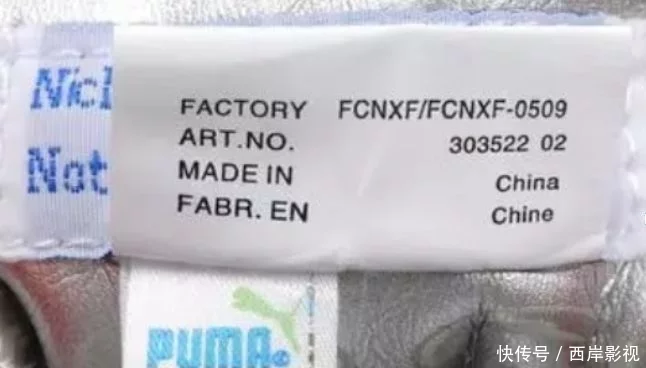 FACTORY FCNXF/FCNXF-0509
ART.NO. 303522 02
MADE IN China
FABR. EN Chine
Not
PUMA®
快传号 / 西岸影视